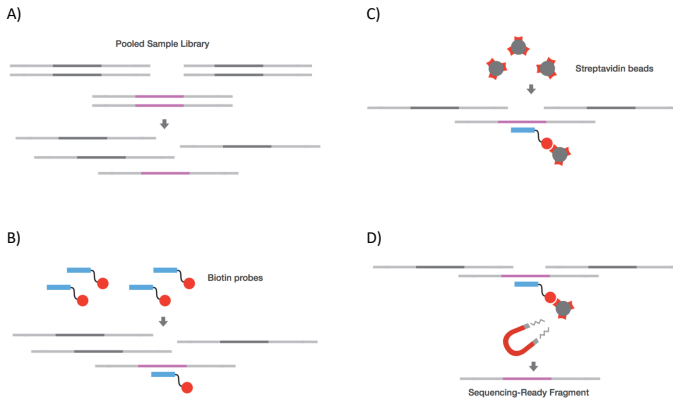 A)
Pooled Sample Library
B)
Biotin probes
C)
Streptavidin beads
D)
Sequencing-Ready Fragment